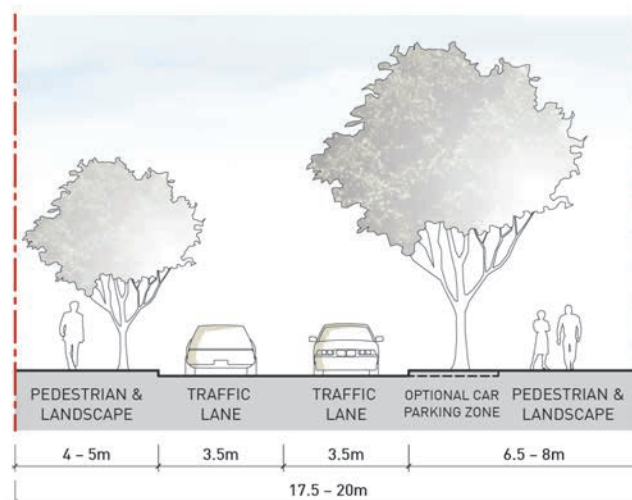 PEDESTRIAN &
LANDSCAPE
TRAFFIC
LANE
TRAFFIC
LANE
OPTIONAL CAR
PARKING ZONE
PEDESTRIAN &
LANDSCAPE
4 – 5m
3.5m
3.5m
6.5 – 8m
17.5 – 20m